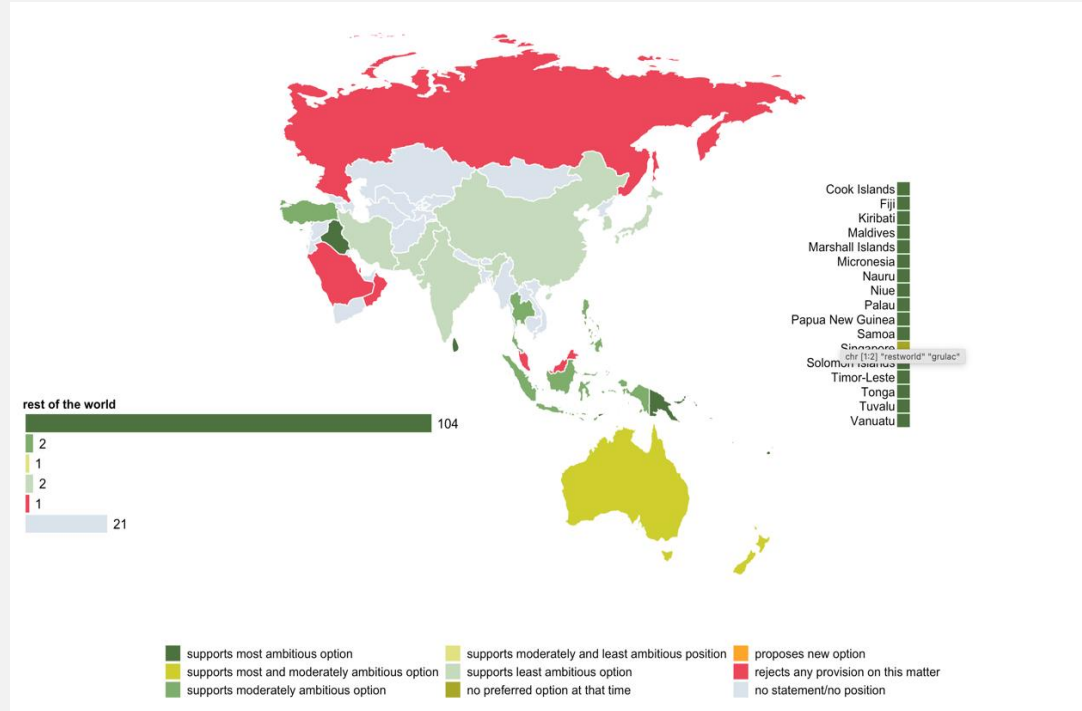 Cook Islands
Fiji
Kiribati
Maldives
Marshall Islands
Micronesia
Nauru
Niue
Palau
Papua New Guinea
Samoa
Singapore
chr [1:2] "restworld" "grulac"
Solomon Islands
Timor-Leste
Tonga
Tuvalu
Vanuatu
rest of the world
104
2
1
2
1
21
supports most ambitious option
supports most and moderately ambitious option
supports moderately ambitious option
supports moderately and least ambitious position
supports least ambitious option
no preferred option at that time
proposes new option
rejects any provision on this matter
no statement/no position